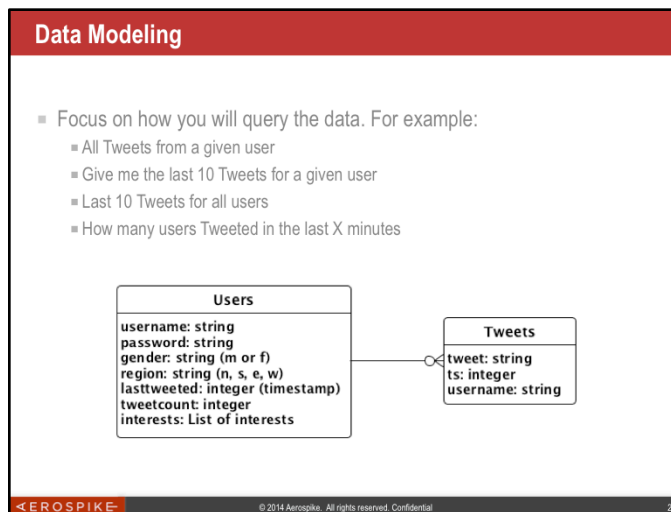 Data Modeling
Focus on how you will query the data. For example:
All Tweets from a given user
Give me the last 10 Tweets for a given user
Last 10 Tweets for all users
How many users Tweeted in the last X minutes
Users
username: string
password: string
gender: string (m or f)
region: string (n, s, e, w)
lasttweeted: integer (timestamp)
tweetcount: integer
interests: List of interests
Tweets
tweet: string
ts: integer
username: string
AEROSPIKE
© 2014 Aerospike. All rights reserved. Confidential